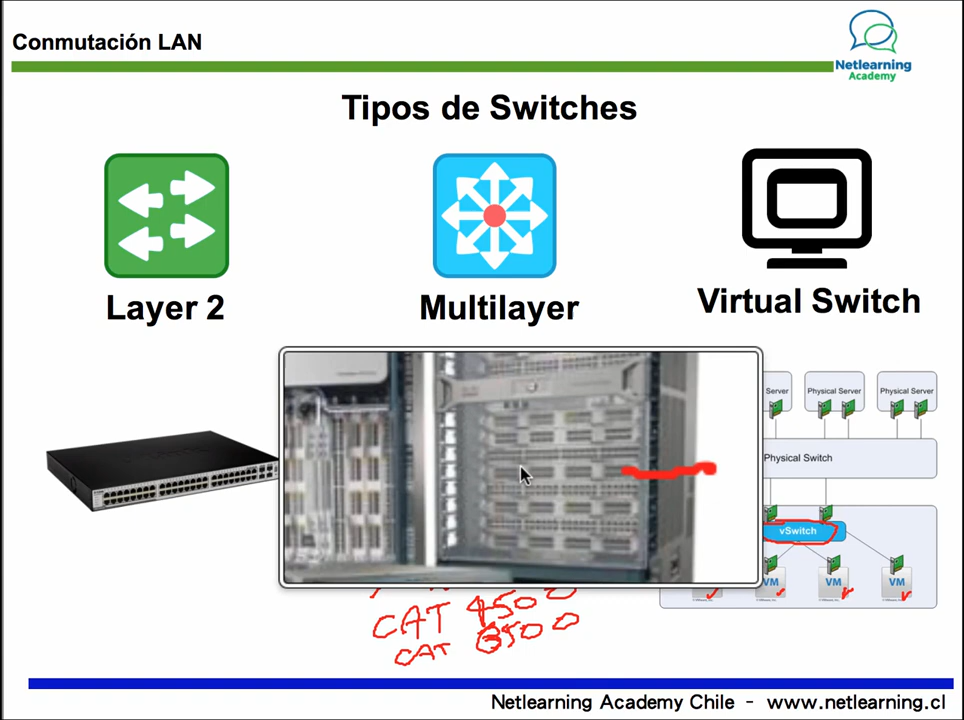 Conmutación LAN
Netlearning
Academy
Tipos de Switches
Layer 2
Multilayer
Virtual Switch
Server
Physical Server
Physical Server
Physical Switch
vSwitch
VM
VM
VM
CAT 4500
CAT 6500
Netlearning Academy Chile - www.netlearning.cl